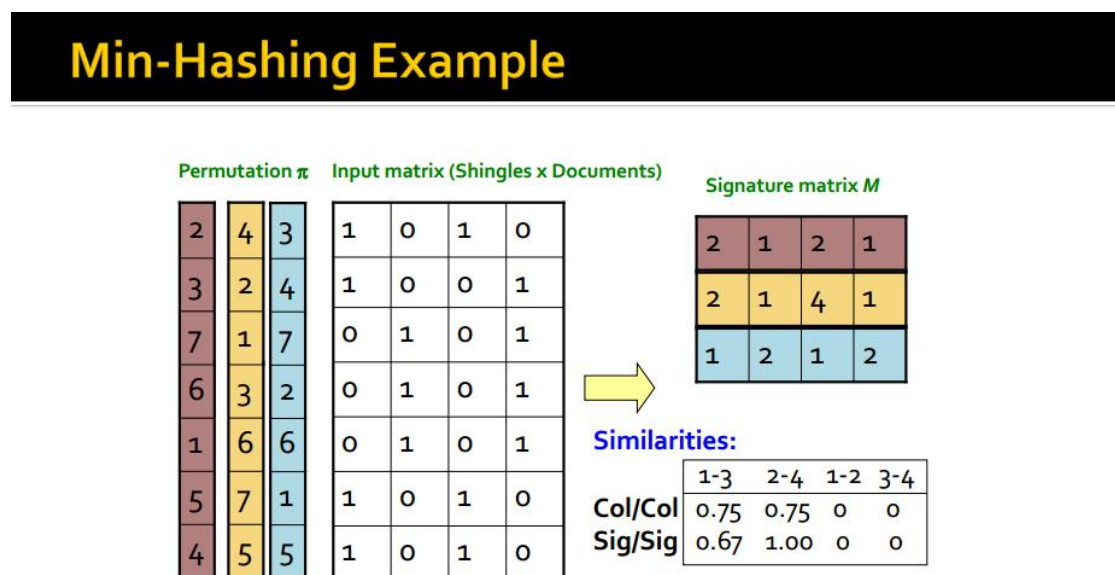 Min-Hashing Example
Permutation π Input matrix (Shingles x Documents)
Signature matrix M
2 4 3 1 0 1 0
3 2 4 1 0 0 1
7 1 7 0 1 0 1
6 3 2 0 1 0 1
1 6 6 0 1 0 1
5 7 1 1 0 1 0
4 5 5 1 0 1 0
2 1 2 1
2 1 4 1
1 2 1 2
Similarities:
1-3 2-4 1-2 3-4
Col/Col 0.75 0.75 0 0
Sig/Sig 0.67 1.00 0 0